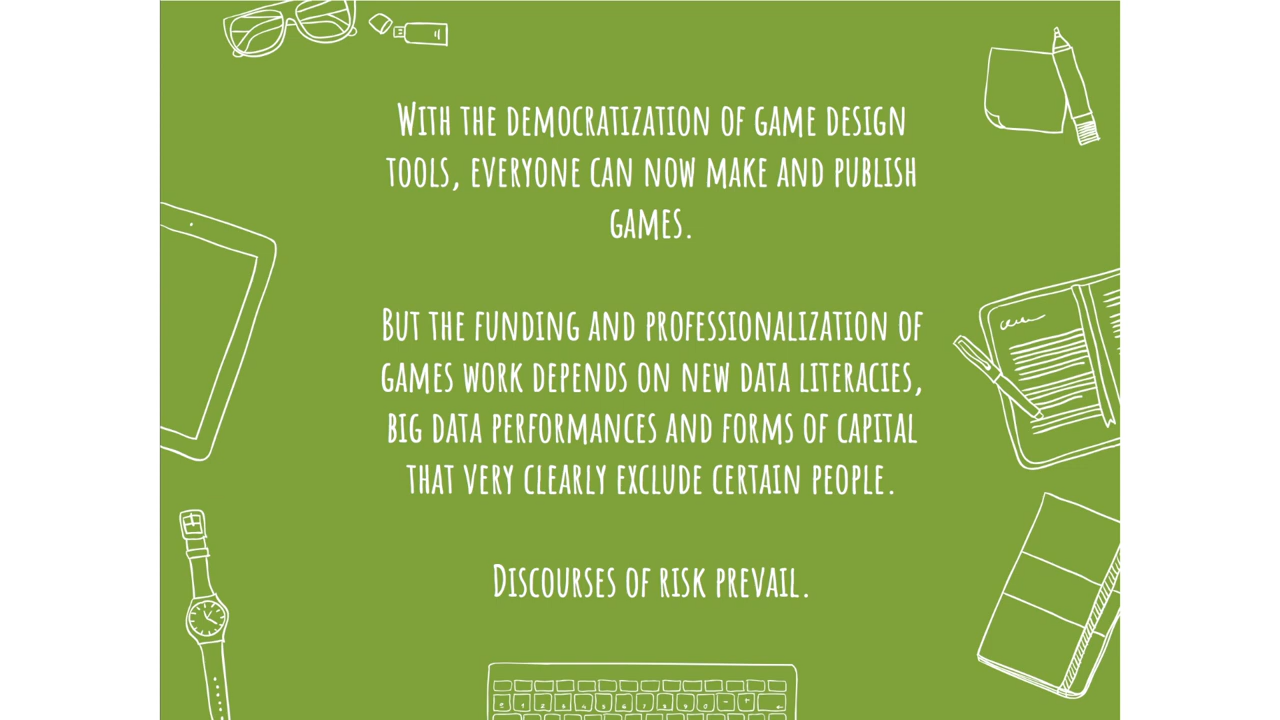 With the democratization of game design
tools, everyone can now make and publish
games.
But the funding and professionalization of
games work depends on new data literacies,
big data performances and forms of capital
that very clearly exclude certain people.
Discourses of risk prevail.